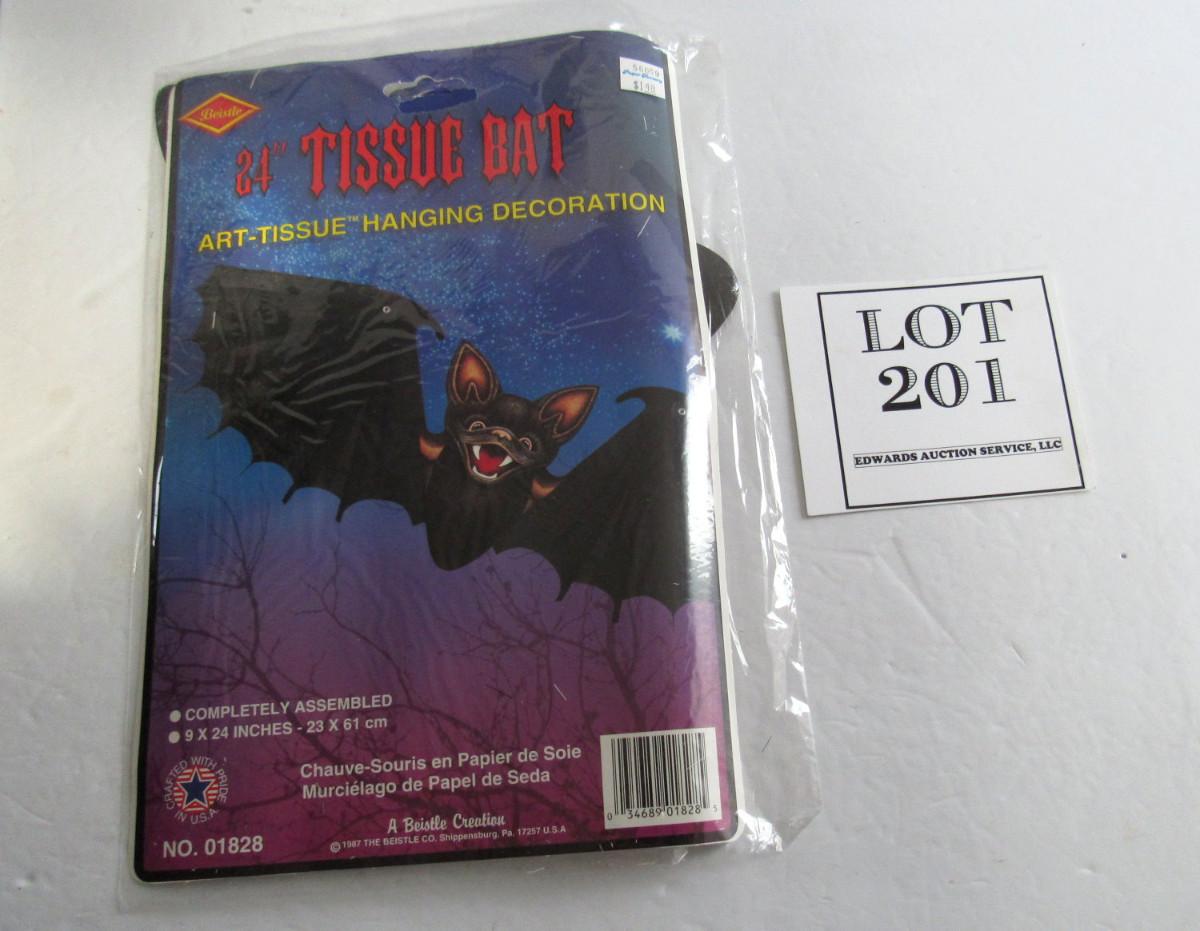 Beistle
$1.98
24" TISSUE BAT
ART-TISSUE™ HANGING DECORATION
LOT
201
EDWARDS AUCTION SERVICE, LLC
● COMPLETELY ASSEMBLED
● 9 X 24 INCHES - 23 X 61 cm
CRAFTED WITH PRIDE
IN U.S.A.
Chauve-Souris en Papier de Soie
Murciélago de Papel de Seda
0 34689 01828 3
A Beistle Creation
© 1987 THE BEISTLE CO. Shippensburg, Pa. 17257 U.S.A
NO. 01828